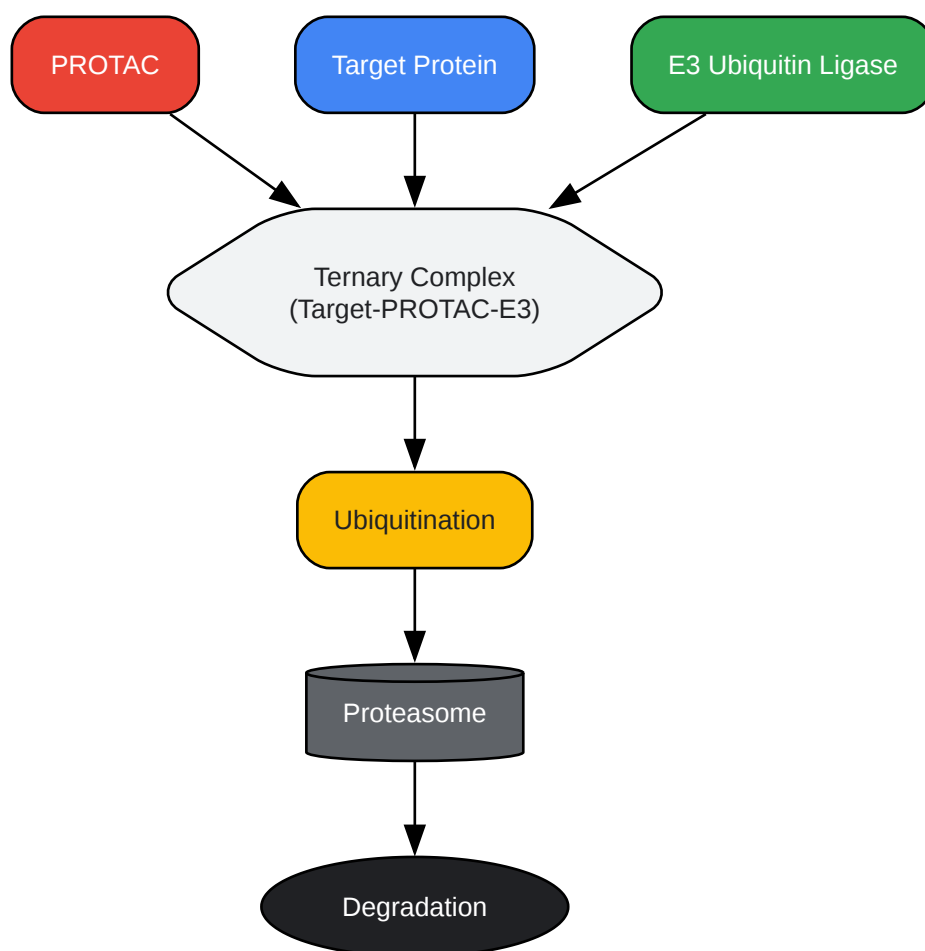 PROTAC
Target Protein
E3 Ubiquitin Ligase
Ternary Complex
(Target-PROTAC-E3)
Ubiquitination
Proteasome
Degradation